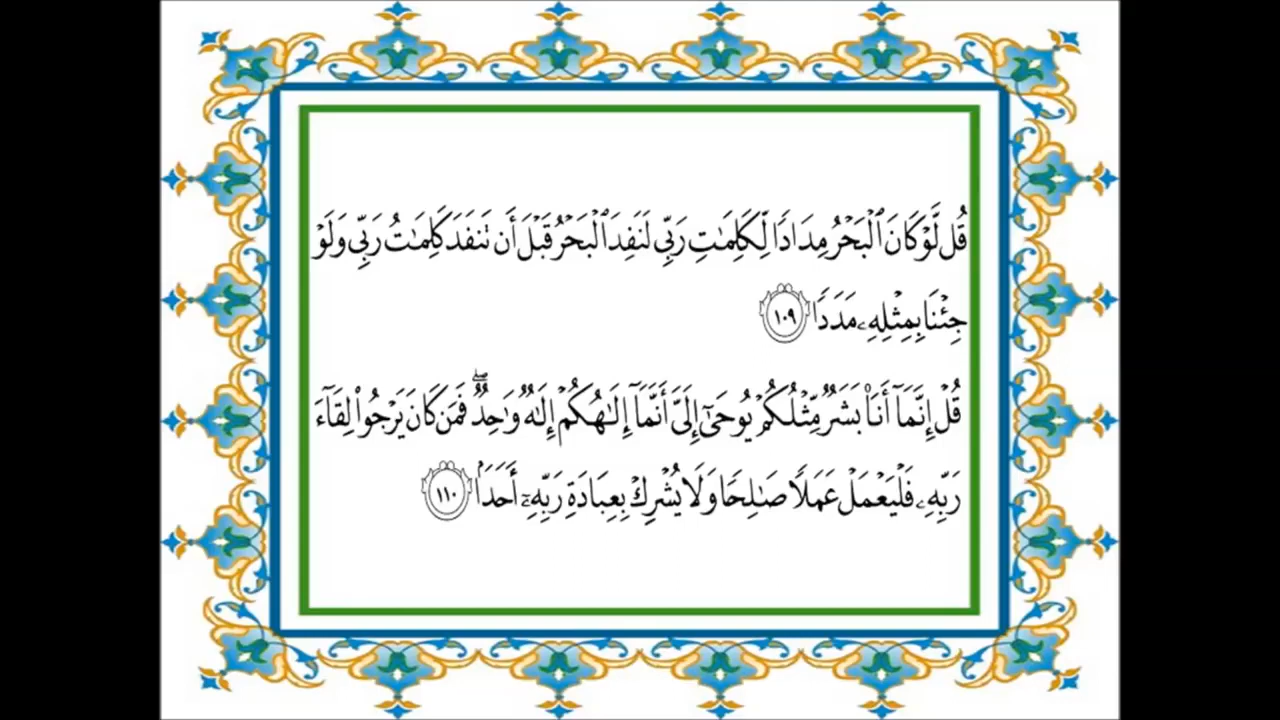 قُل لَّوْ كَانَ ٱلْبَحْرُ مِدَادًا لِّكَلِمَـٰتِ رَبِّى لَنَفِدَ ٱلْبَحْرُ قَبْلَ أَن تَنفَدَ كَلِمَـٰتُ رَبِّى وَلَوْ
جِئْنَا بِمِثْلِهِۦ مَدَدًا ١٠٩
قُلْ إِنَّمَآ أَنَا۠ بَشَرٌ مِّثْلُكُمْ يُوحَىٰٓ إِلَىَّ أَنَّمَآ إِلَـٰهُكُمْ إِلَـٰهٌ وَٰحِدٌ ۖ فَمَن كَانَ يَرْجُوا۟ لِقَآءَ
رَبِّهِۦ فَلْيَعْمَلْ عَمَلًا صَـٰلِحًا وَلَا يُشْرِكْ بِعِبَادَةِ رَبِّهِۦٓ أَحَدًۢا ١١٠